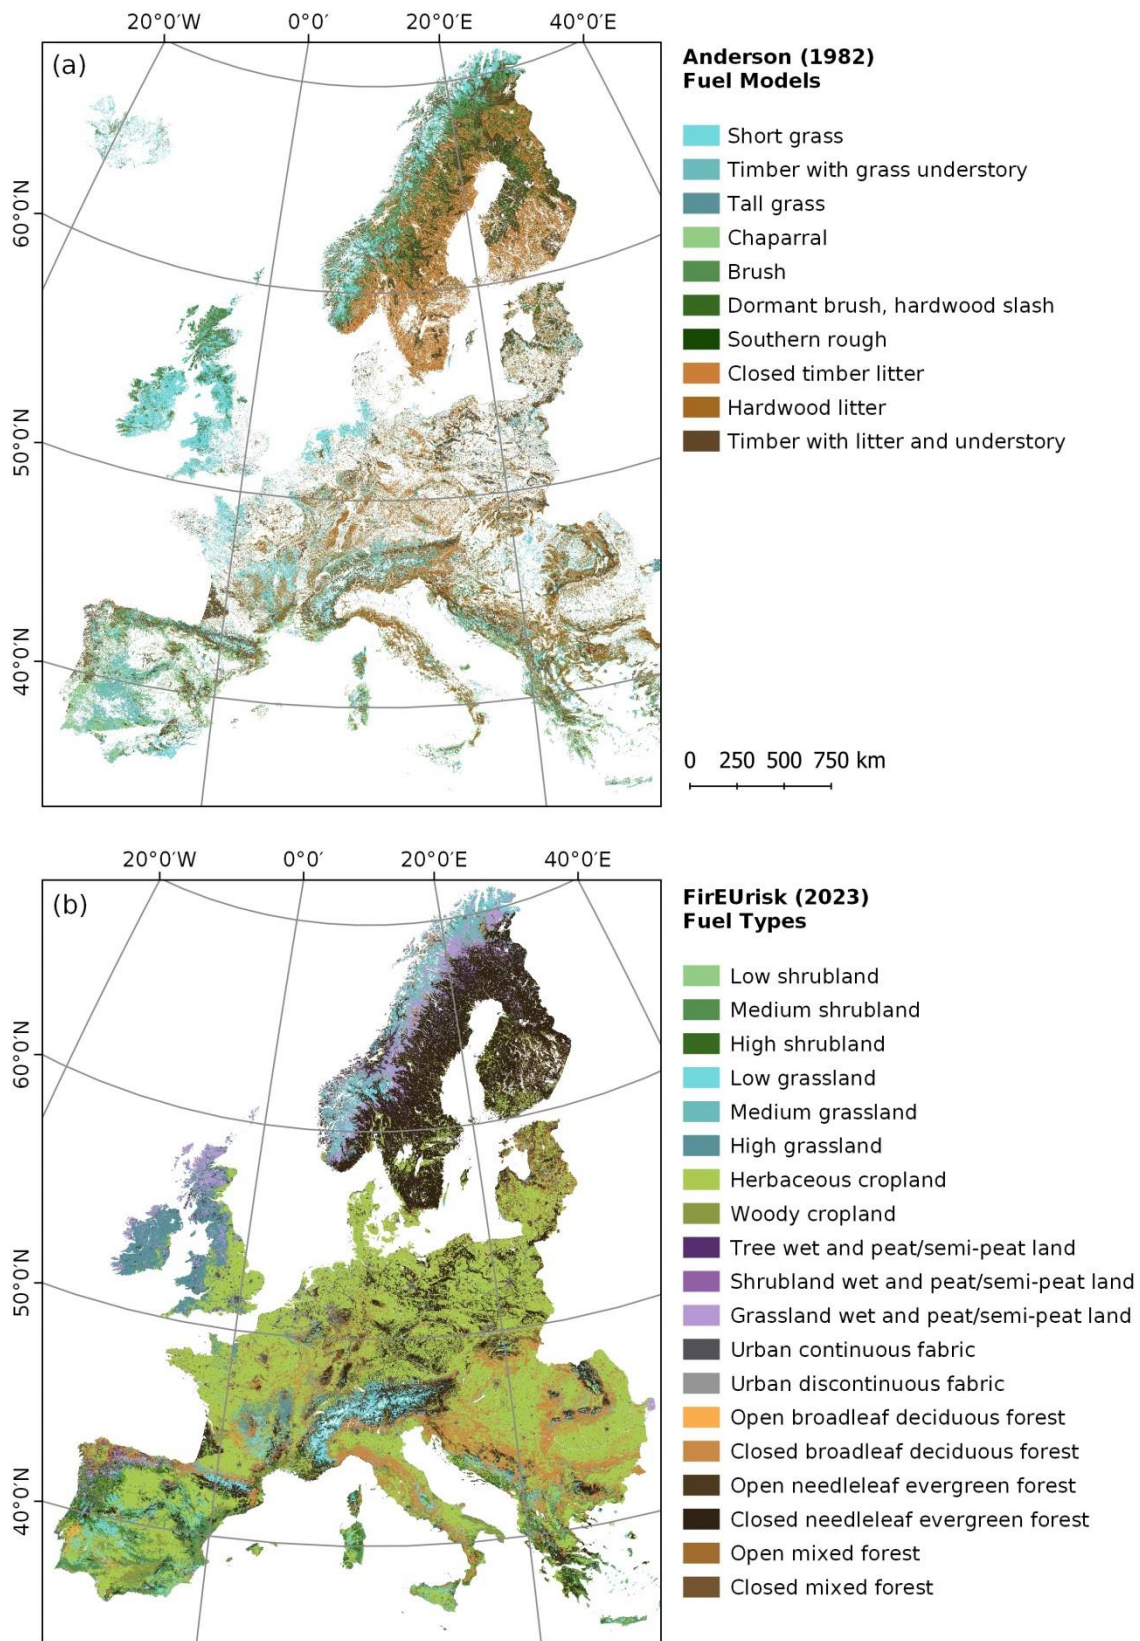 20°0′W 0°0′ 20°0′E 40°0′E
(a)
60°0′N
50°0′N
40°0′N
Anderson (1982)
Fuel Models
Short grass
Timber with grass understory
Tall grass
Chaparral
Brush
Dormant brush, hardwood slash
Southern rough
Closed timber litter
Hardwood litter
Timber with litter and understory
0 250 500 750 km
20°0′W 0°0′ 20°0′E 40°0′E
(b)
60°0′N
50°0′N
40°0′N
FirEUrisk (2023)
Fuel Types
Low shrubland
Medium shrubland
High shrubland
Low grassland
Medium grassland
High grassland
Herbaceous cropland
Woody cropland
Tree wet and peat/semi-peat land
Shrubland wet and peat/semi-peat land
Grassland wet and peat/semi-peat land
Urban continuous fabric
Urban discontinuous fabric
Open broadleaf deciduous forest
Closed broadleaf deciduous forest
Open needleleaf evergreen forest
Closed needleleaf evergreen forest
Open mixed forest
Closed mixed forest